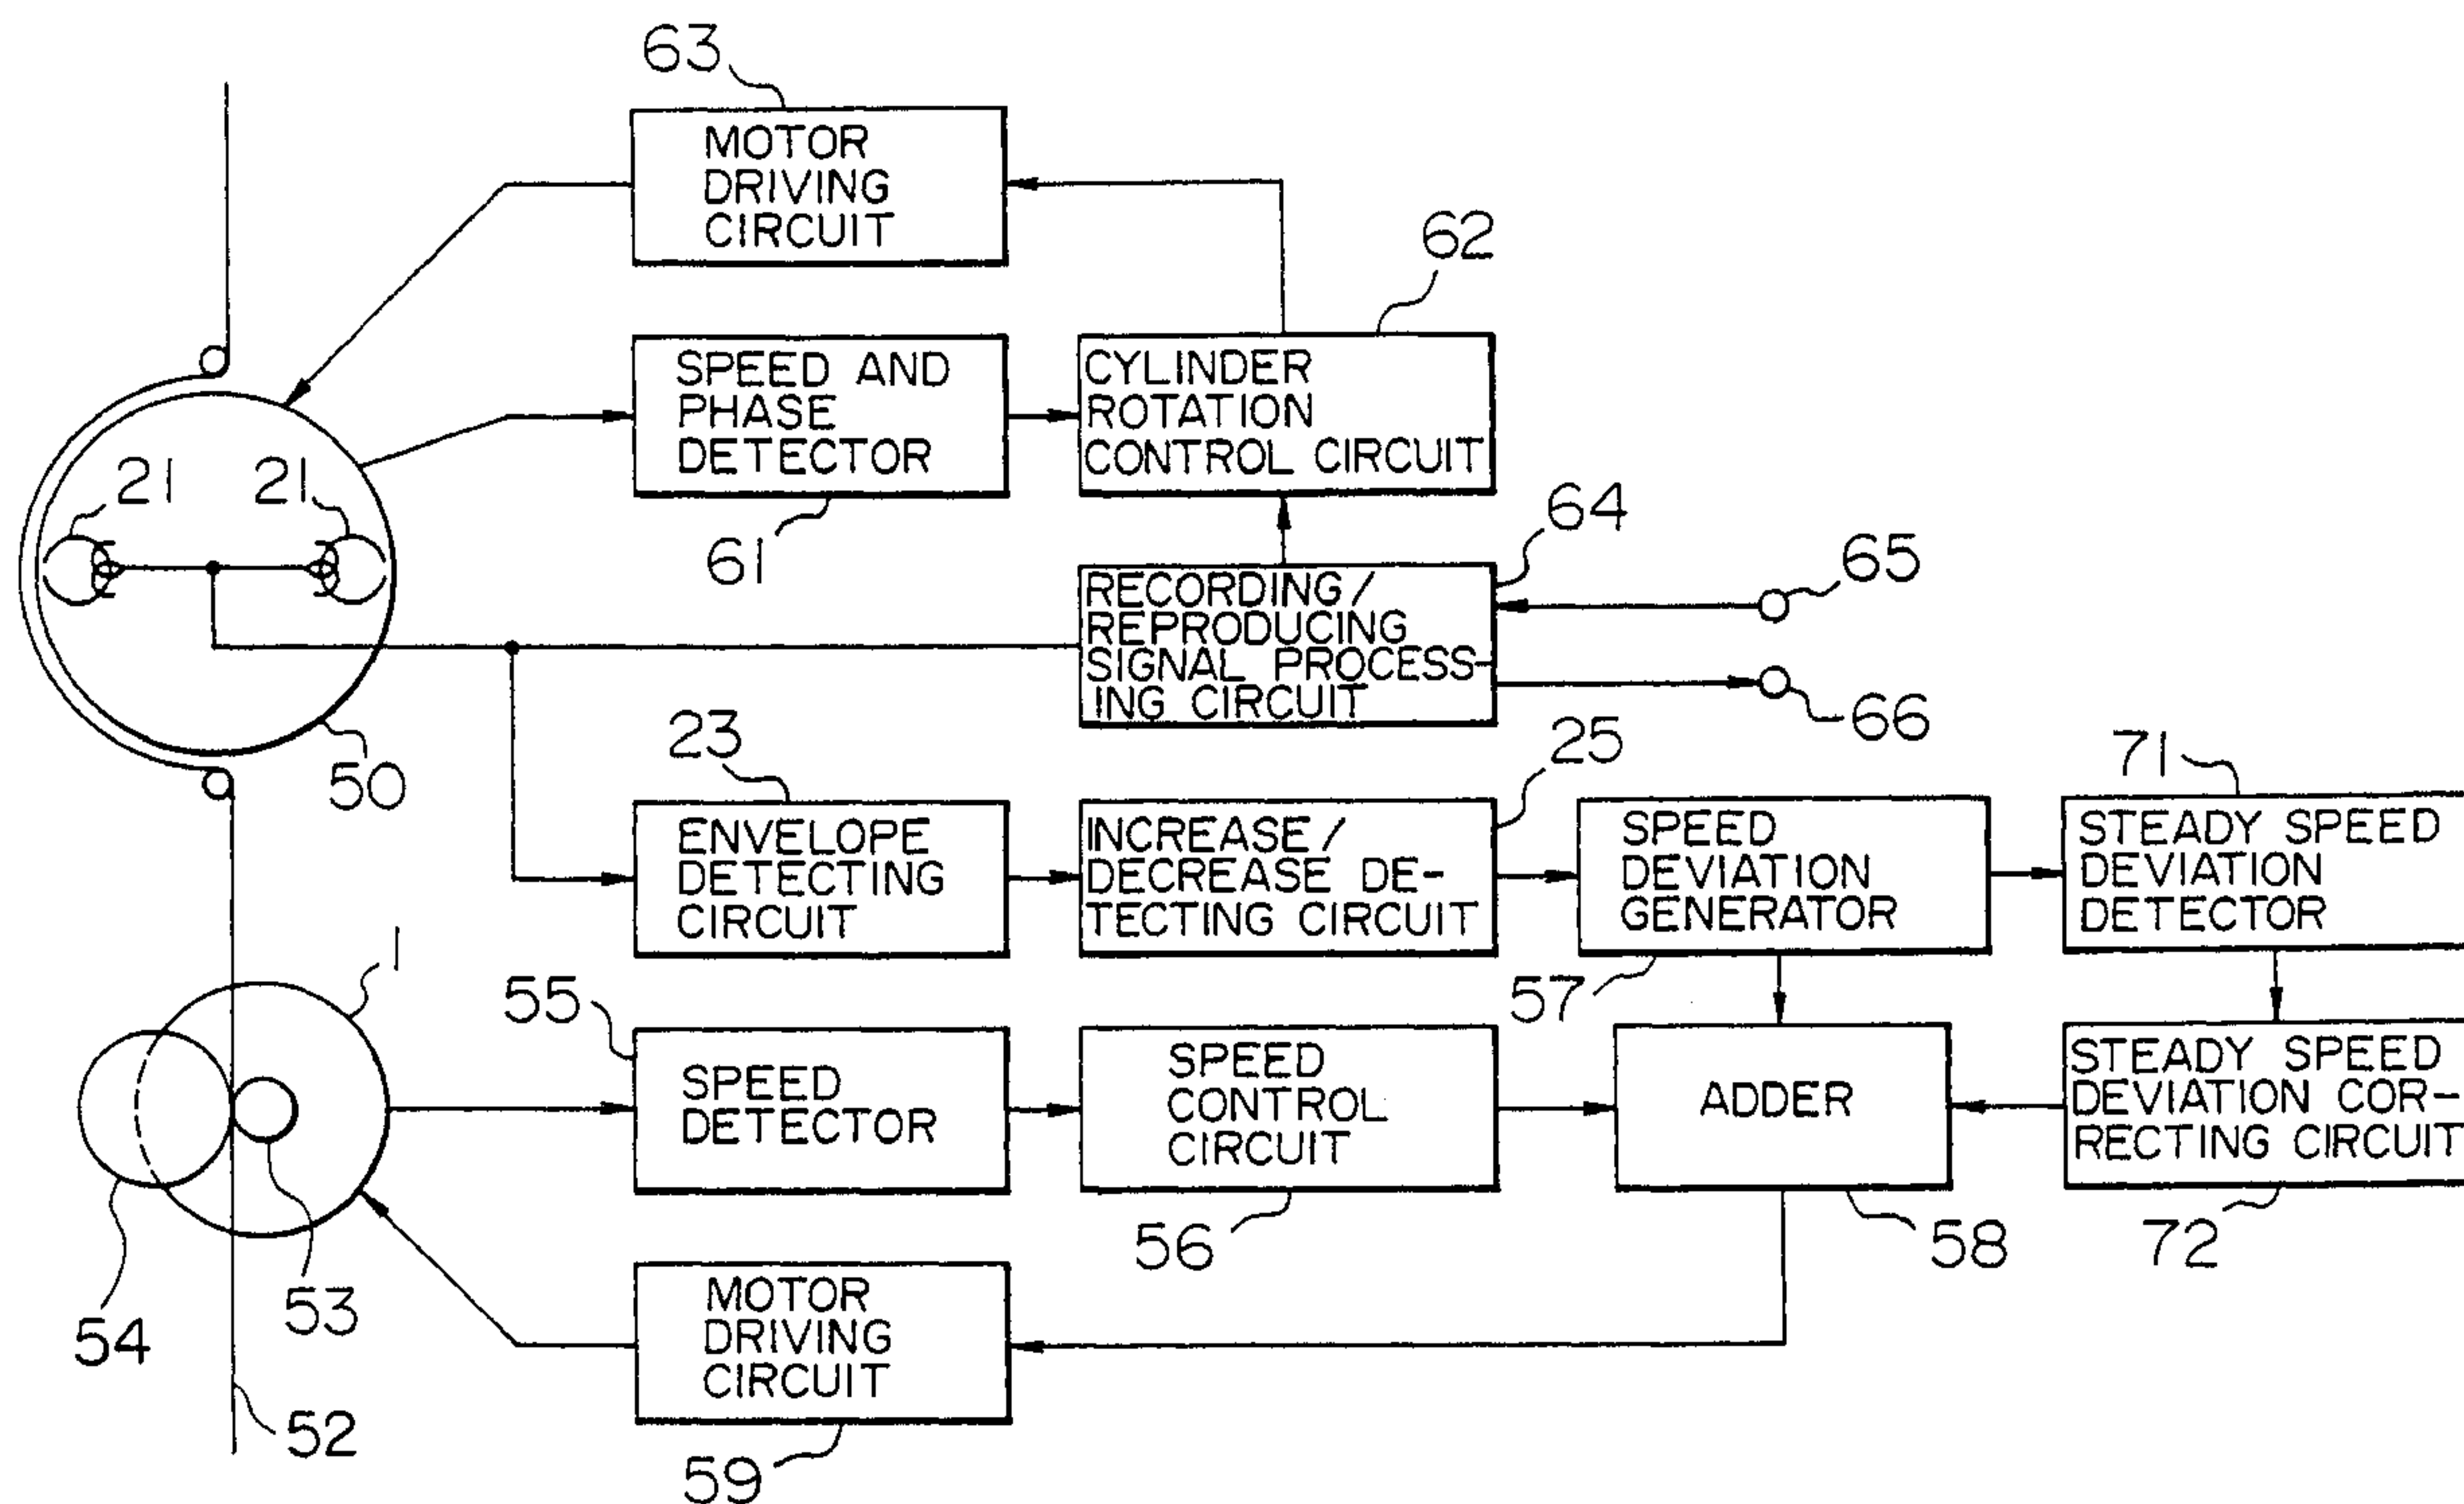 63
MOTOR
DRIVING
CIRCUIT
62
SPEED AND
PHASE
DETECTOR
CYLINDER
ROTATION
CONTROL CIRCUIT
21
21
61
64
65
RECORDING/
REPRODUCING
SIGNAL PROCESS-
ING CIRCUIT
66
50
23
25
71
ENVELOPE
DETECTING
CIRCUIT
INCREASE/
DECREASE DE-
TECTING CIRCUIT
SPEED
DEVIATION
GENERATOR
STEADY SPEED
DEVIATION
DETECTOR
1
55
57
SPEED
DETECTOR
SPEED
CONTROL
CIRCUIT
ADDER
STEADY SPEED
DEVIATION COR-
RECTING CIRCUIT
56
58
72
54
53
MOTOR
DRIVING
CIRCUIT
52
59